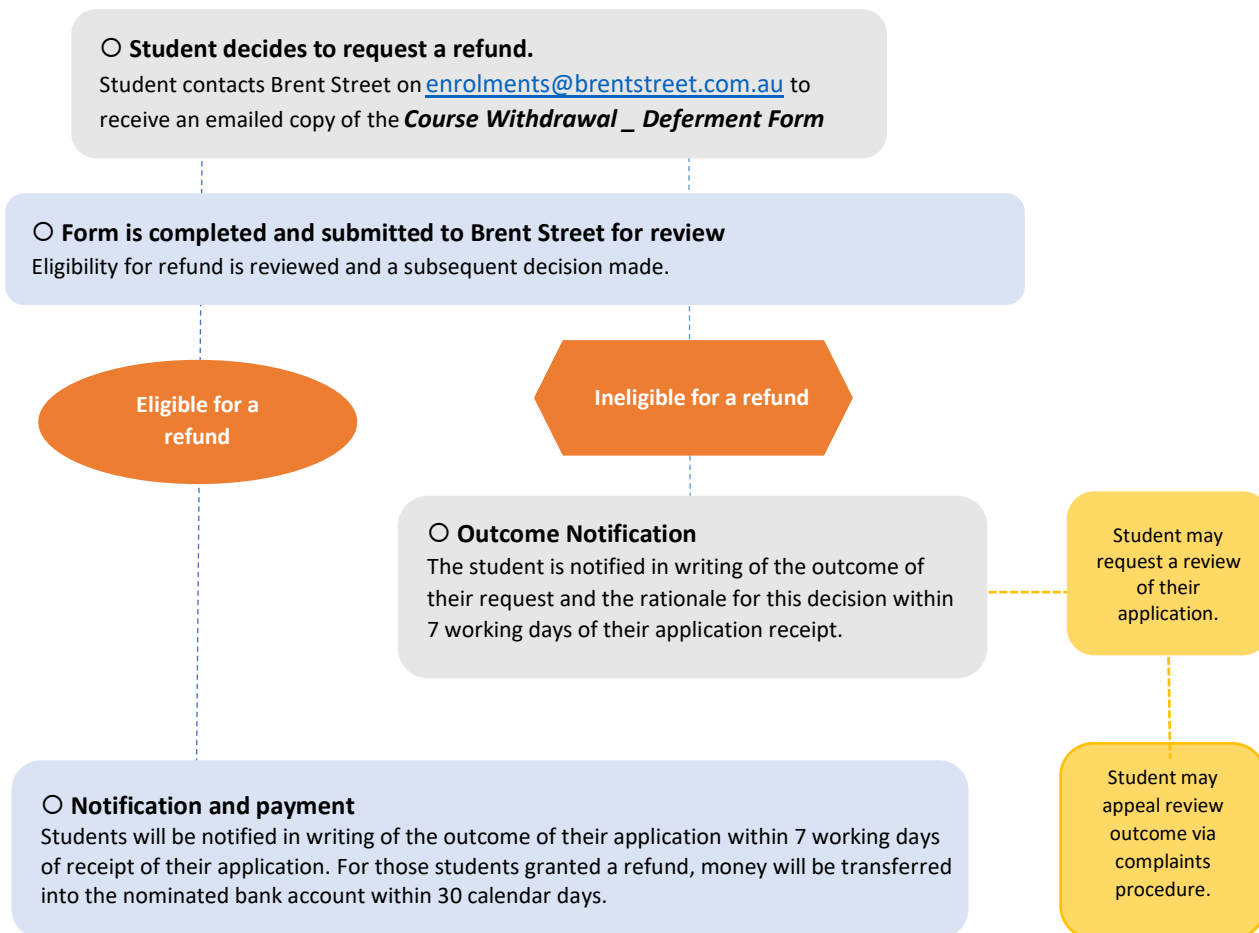 ○ Student decides to request a refund.
Student contacts Brent Street on enrolments@brentstreet.com.au to
receive an emailed copy of the Course Withdrawal _ Deferment Form
○ Form is completed and submitted to Brent Street for review
Eligibility for refund is reviewed and a subsequent decision made.
Eligible for a
refund
Ineligible for a refund
○ Outcome Notification
The student is notified in writing of the outcome of
their request and the rationale for this decision within
7 working days of their application receipt.
Student may
request a review
of their
application.
○ Notification and payment
Students will be notified in writing of the outcome of their application within 7 working days
of receipt of their application. For those students granted a refund, money will be transferred
into the nominated bank account within 30 calendar days.
Student may
appeal review
outcome via
complaints
procedure.